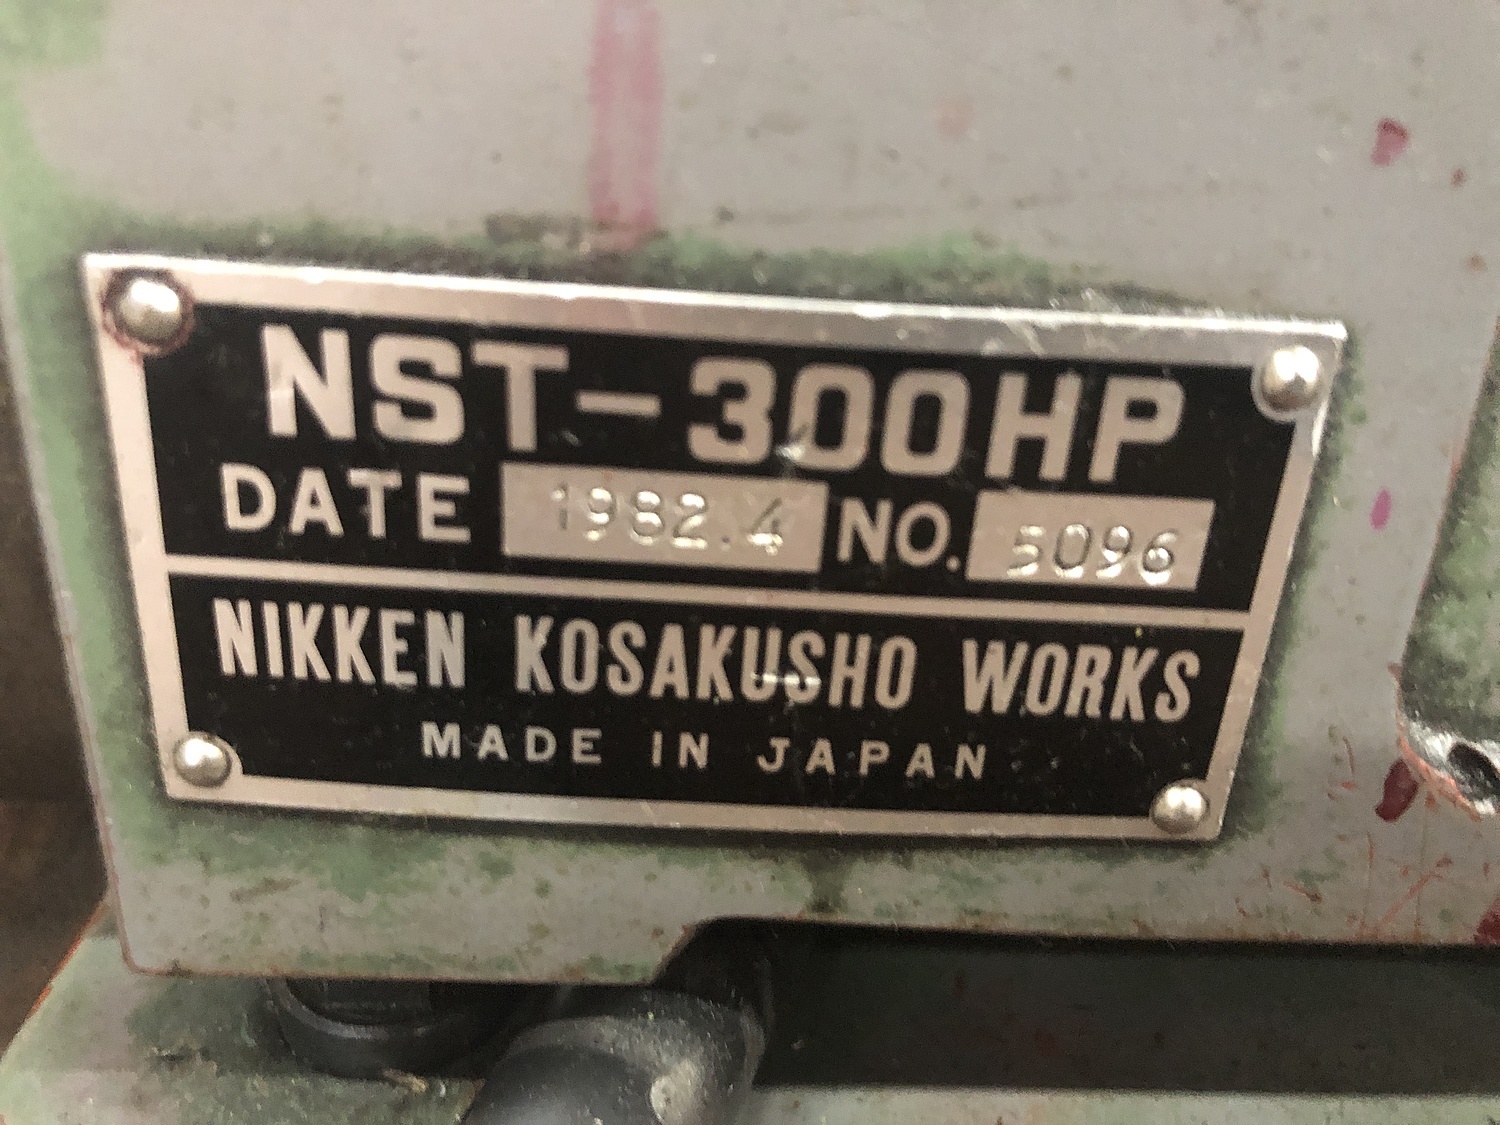 NST-300HP
DATE 1982.4 NO. 5096
NIKKEN KOSAKUSHO WORKS
MADE IN JAPAN